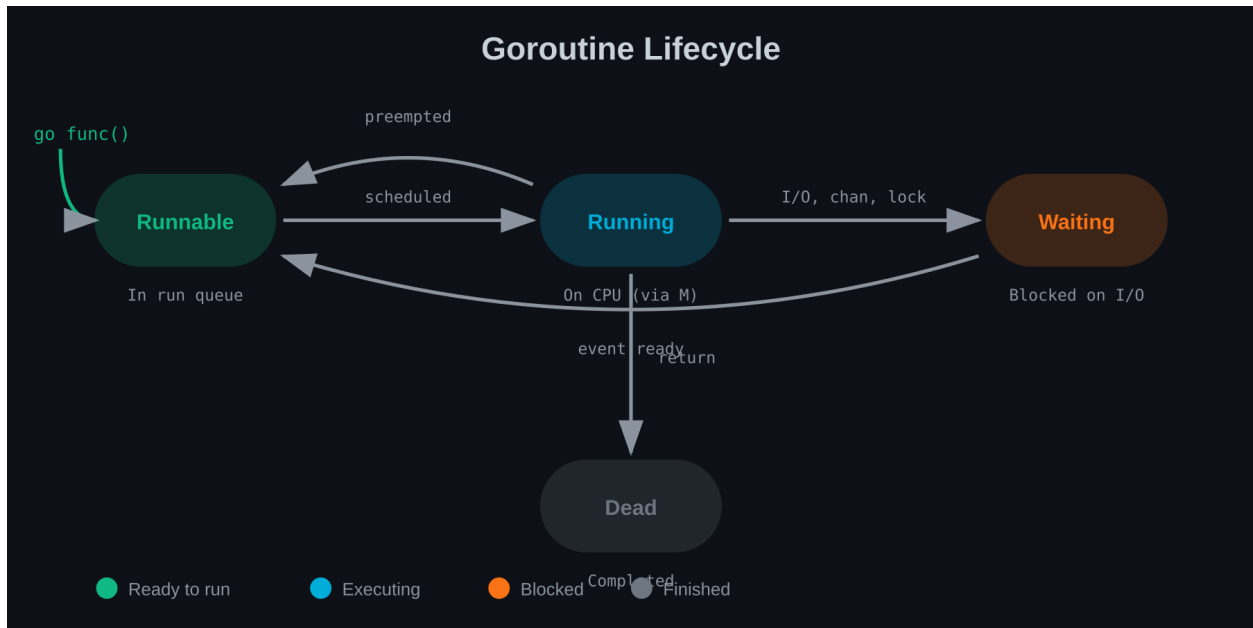 Goroutine Lifecycle
preempted
go func()
scheduled
I/O, chan, lock
Runnable
Running
Waiting
In run queue
On CPU (via M)
Blocked on I/O
event ready
return
Dead
Completed
Ready to run
Executing
Blocked
Finished